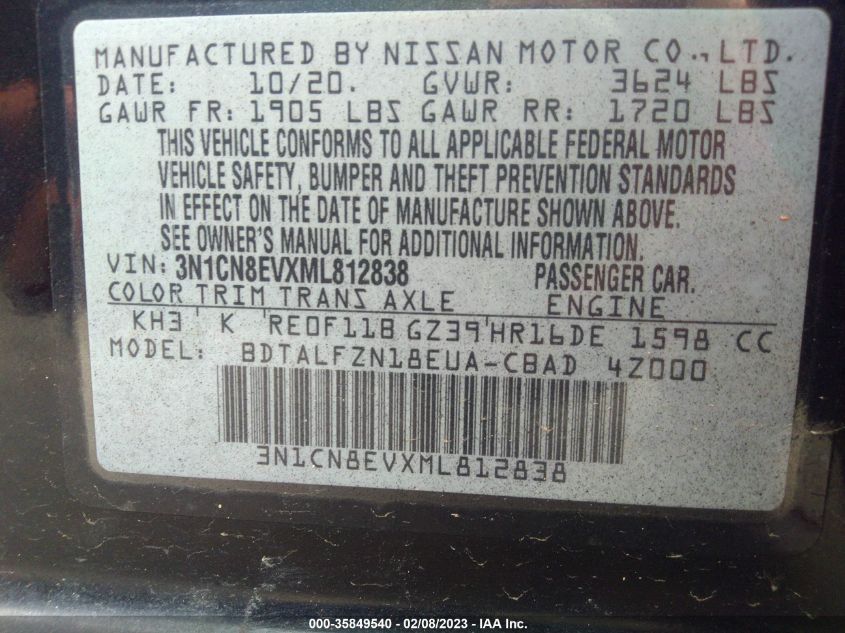 MANUFACTURED BY NISSAN MOTOR CO., LTD.
DATE: 10/20. GVWR: 3624 LBS
GAWR FR: 1905 LBS GAWR RR: 1720 LBS
THIS VEHICLE CONFORMS TO ALL APPLICABLE FEDERAL MOTOR
VEHICLE SAFETY, BUMPER AND THEFT PREVENTION STANDARDS
IN EFFECT ON THE DATE OF MANUFACTURE SHOWN ABOVE.
SEE OWNER'S MANUAL FOR ADDITIONAL INFORMATION.
VIN: 3N1CN8EVXML812838 PASSENGER CAR.
COLOR TRIM TRANS AXLE ENGINE
KH3 ' K 'RE0F11B GZ39'HR16DE 1598 CC
MODEL: BDTALFZN18EUA-CBAD 4Z000
3N1CN8EVXML812838
000-35849540 - 02/08/2023 - IAA Inc.